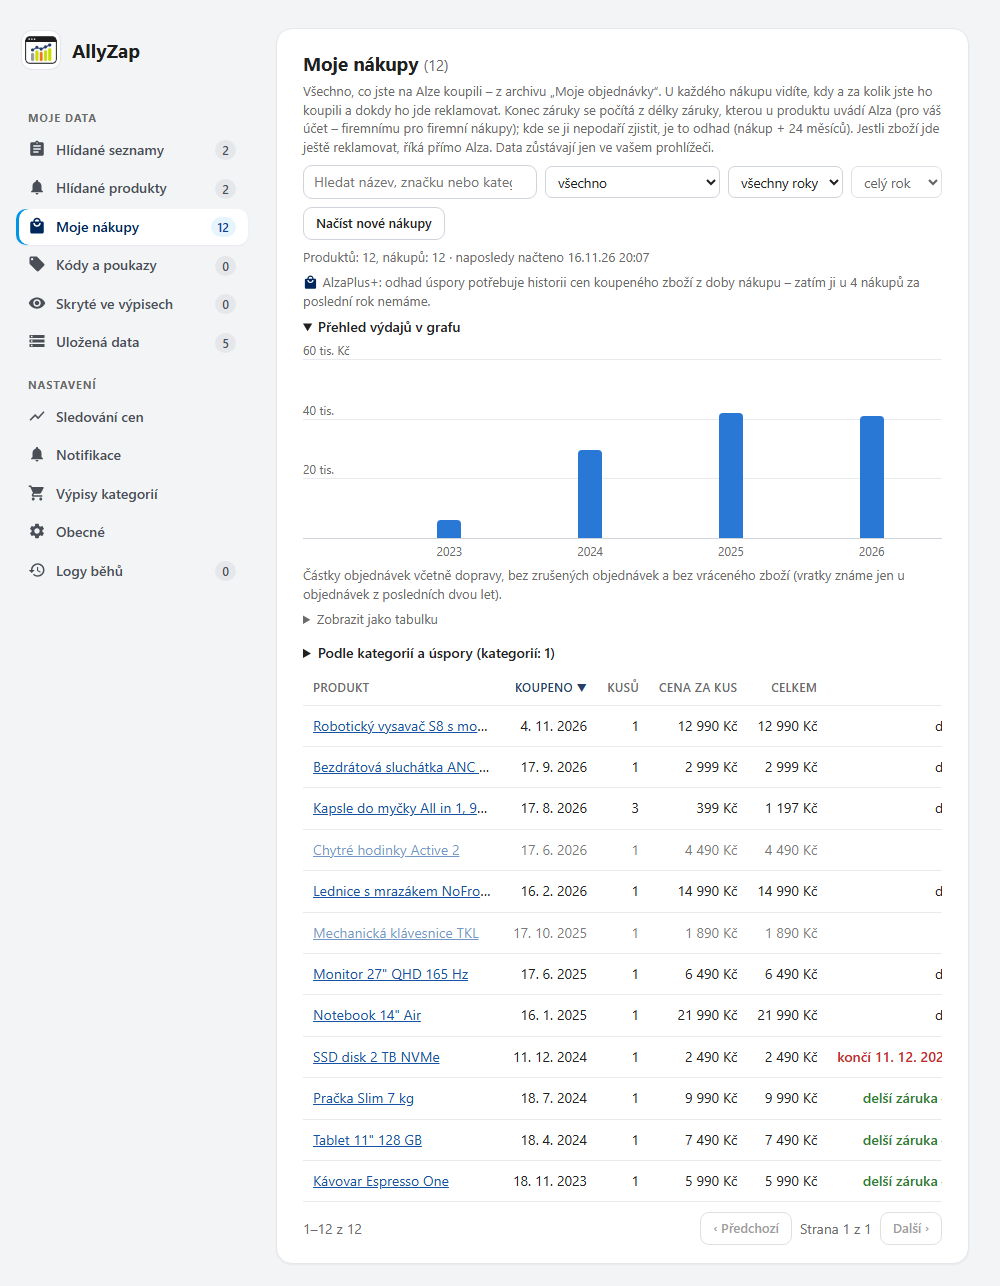 AllyZap
MOJE DATA
Hlídané seznamy 2
Hlídané produkty 2
Moje nákupy 12
Kódy a poukazy 0
Skryté ve výpisech 0
Uložená data 5
NASTAVENÍ
Sledování cen
Notifikace
Výpisy kategorií
Obecné
Logy běhů 0
Moje nákupy (12)
Všechno, co jste na Alze koupili – z archivu „Moje objednávky“. U každého nákupu vidíte, kdy a za kolik jste ho
koupili a dokdy ho jde reklamovat. Konec záruky se počítá z délky záruky, kterou u produktu uvádí Alza (pro váš
účet – firemnímu pro firemní nákupy); kde se ji nepodaří zjistit, je to odhad (nákup + 24 měsíců). Jestli zboží jde
ještě reklamovat, říká přímo Alza. Data zůstávají jen ve vašem prohlížeči.
Hledat název, značku nebo kateg všechno všechny roky celý rok
Načíst nové nákupy
Produktů: 12, nákupů: 12 · naposledy načteno 16.11.26 20:07
AlzaPlus+: odhad úspory potřebuje historii cen koupeného zboží z doby nákupu – zatím ji u 4 nákupů za
poslední rok nemáme.
▼ Přehled výdajů v grafu
60 tis. Kč
40 tis.
20 tis.
2023 2024 2025 2026
Částky objednávek včetně dopravy, bez zrušených objednávek a bez vráceného zboží (vratky známe jen u
objednávek z posledních dvou let).
▶ Zobrazit jako tabulku
▶ Podle kategorií a úspory (kategorií: 1)
PRODUKT KOUPENO ▼ KUSŮ CENA ZA KUS CELKEM
Robotický vysavač S8 s mo... 4. 11. 2026 1 12 990 Kč 12 990 Kč d
Bezdrátová sluchátka ANC ... 17. 9. 2026 1 2 999 Kč 2 999 Kč d
Kapsle do myčky All in 1, 9... 17. 8. 2026 3 399 Kč 1 197 Kč d
Chytré hodinky Active 2 17. 6. 2026 1 4 490 Kč 4 490 Kč
Lednice s mrazákem NoFro... 16. 2. 2026 1 14 990 Kč 14 990 Kč d
Mechanická klávesnice TKL 17. 10. 2025 1 1 890 Kč 1 890 Kč
Monitor 27" QHD 165 Hz 17. 6. 2025 1 6 490 Kč 6 490 Kč d
Notebook 14" Air 16. 1. 2025 1 21 990 Kč 21 990 Kč d
SSD disk 2 TB NVMe 11. 12. 2024 1 2 490 Kč 2 490 Kč končí 11. 12. 202
Pračka Slim 7 kg 18. 7. 2024 1 9 990 Kč 9 990 Kč delší záruka
Tablet 11" 128 GB 18. 4. 2024 1 7 490 Kč 7 490 Kč delší záruka
Kávovar Espresso One 18. 11. 2023 1 5 990 Kč 5 990 Kč delší záruka
1–12 z 12 ‹ Předchozí Strana 1 z 1 Další ›